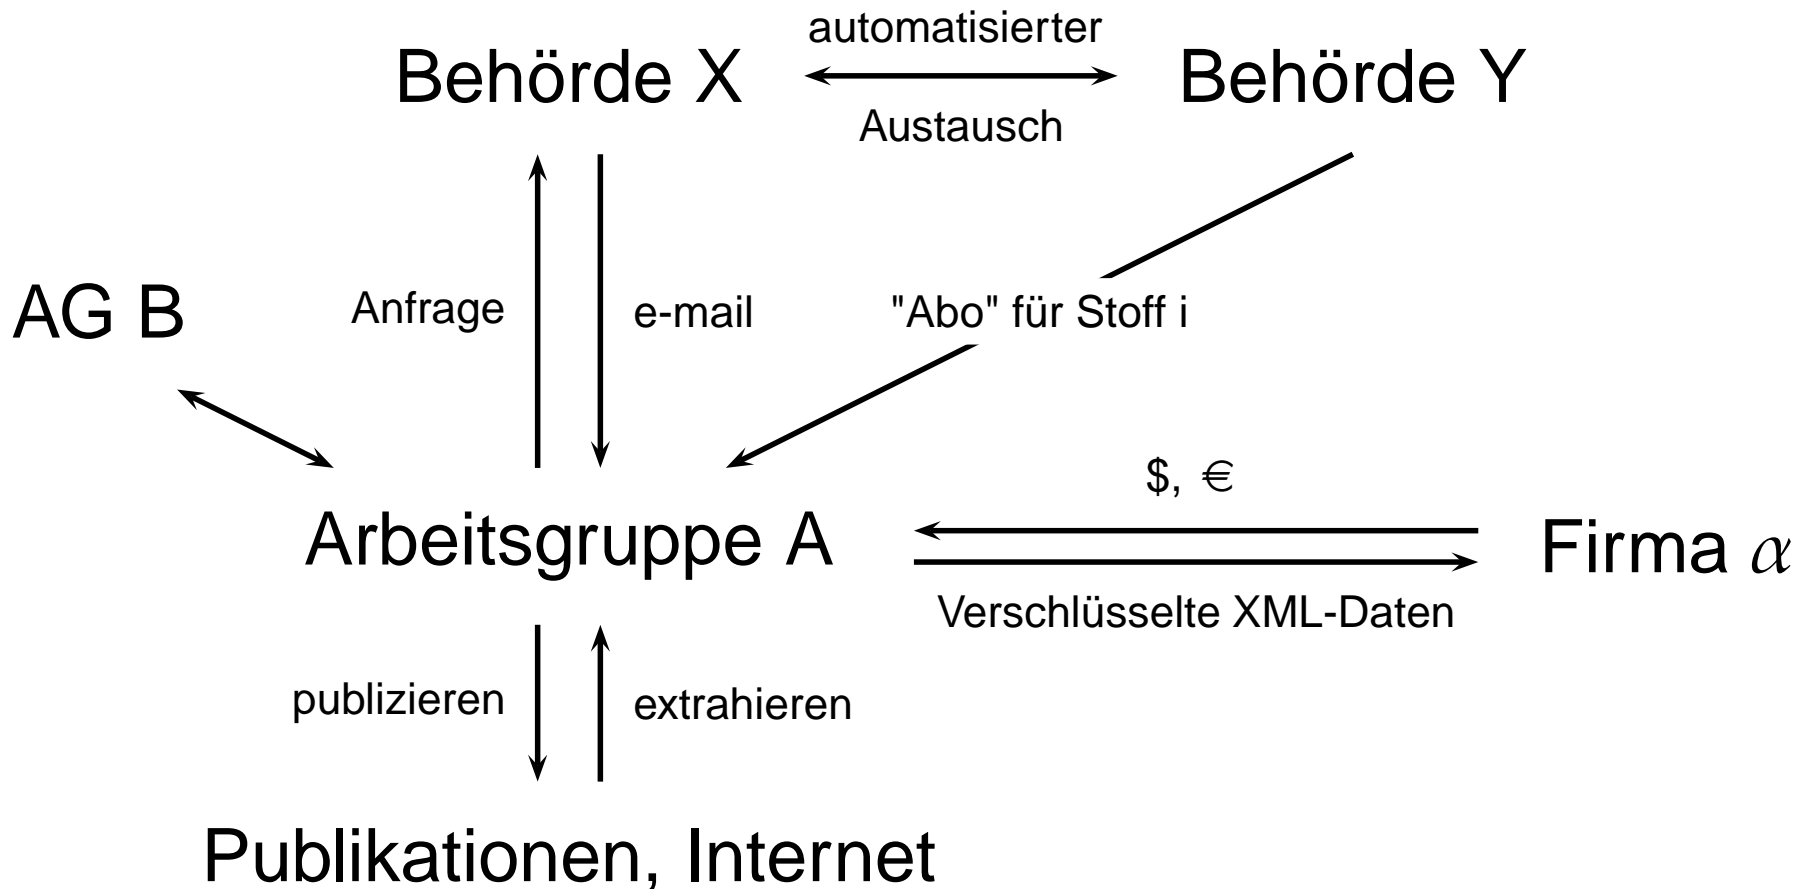 automatisierter
Behörde X
Behörde Y
Austausch
AG B
Anfrage
e-mail
"Abo" für Stoff i
$, €
Arbeitsgruppe A
Firma α
Verschlüsselte XML-Daten
publizieren
extrahieren
Publikationen, Internet